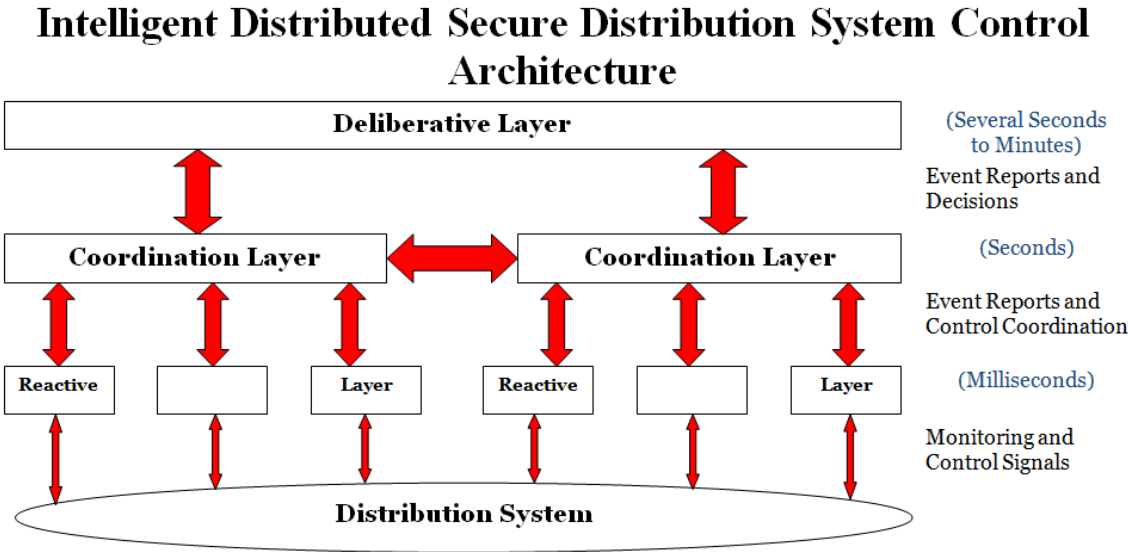 Intelligent Distributed Secure Distribution System Control
Architecture
Deliberative Layer
(Several Seconds
to Minutes)
Event Reports and
Decisions
Coordination Layer
Coordination Layer
(Seconds)
Event Reports and
Control Coordination
Reactive
Layer
Reactive
Layer
(Milliseconds)
Monitoring and
Control Signals
Distribution System